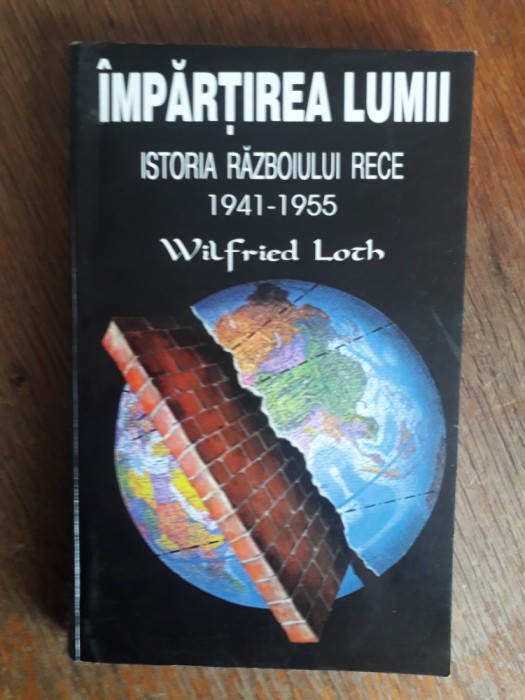 ÎMPĂRȚIREA LUMII
ISTORIA RĂZBOIULUI RECE
1941-1955
Wilfried Loth